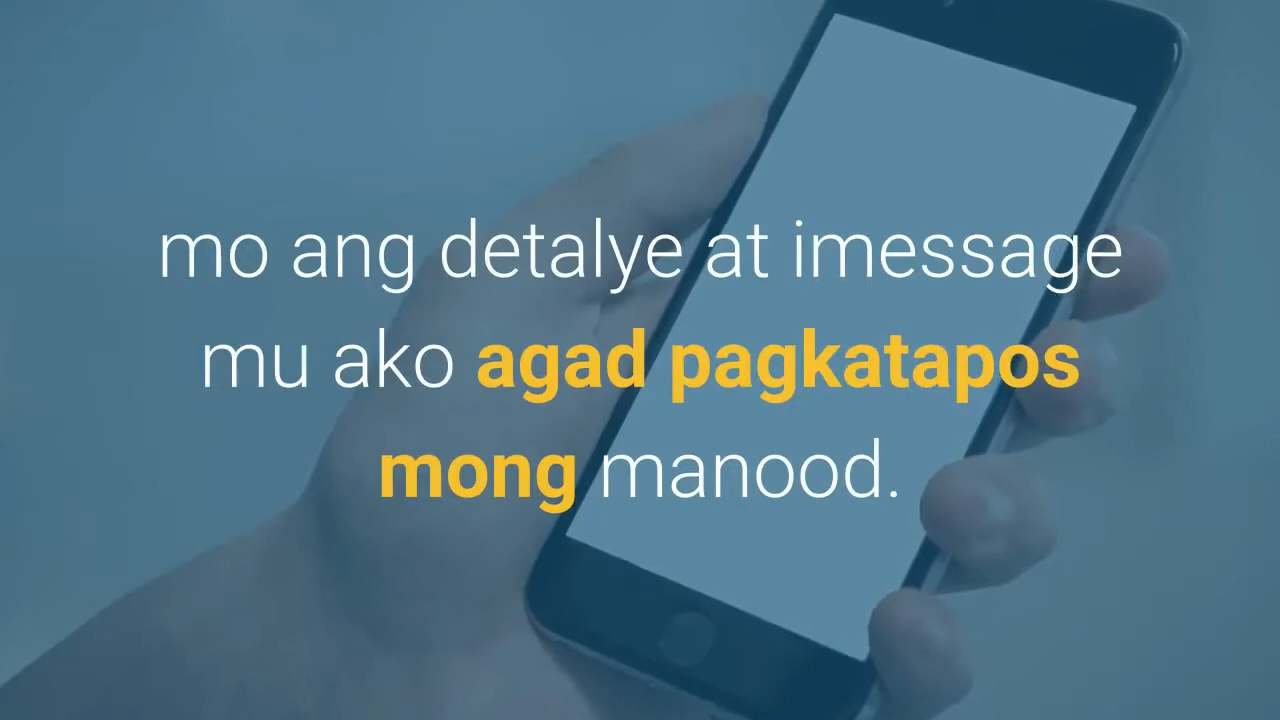 mo ang detalye at imessage
mu ako agad pagkatapos
mong manood.